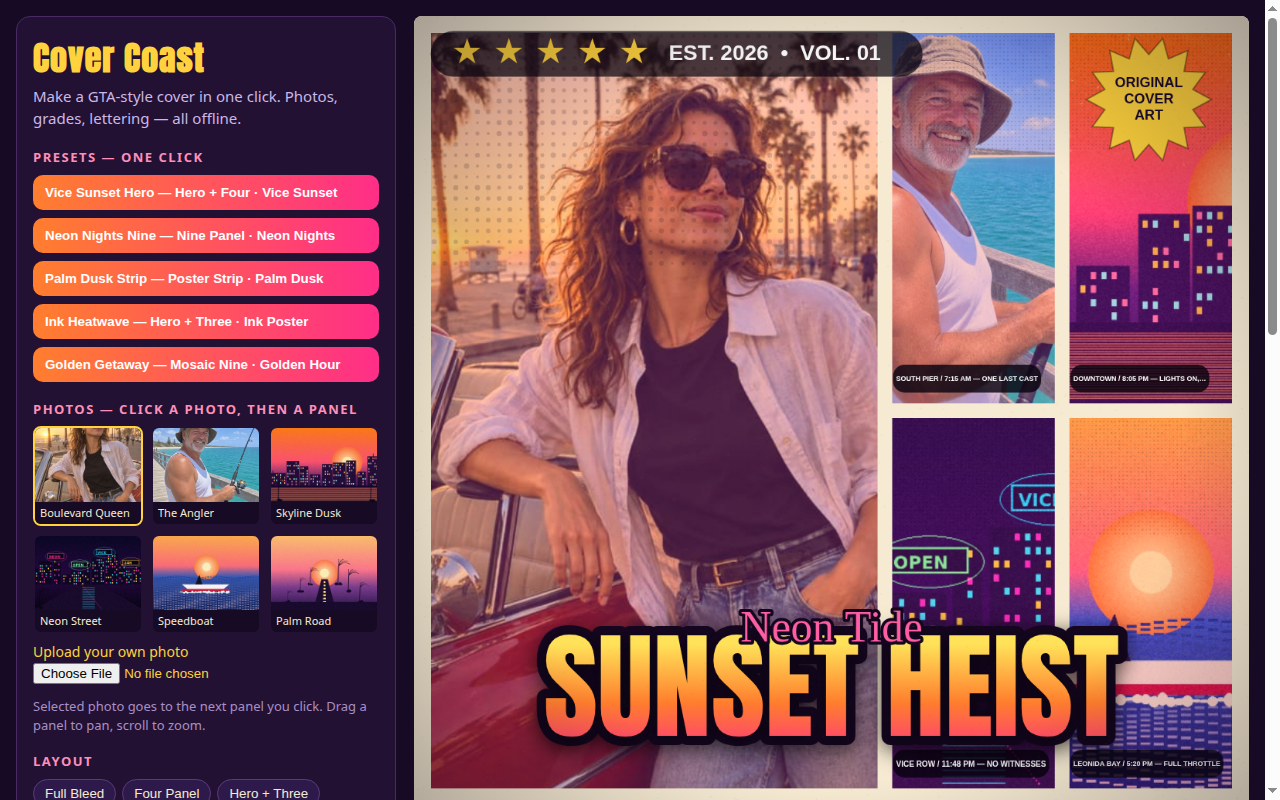 Cover Coast
Make a GTA-style cover in one click. Photos,
grades, lettering — all offline.
PRESETS — ONE CLICK
Vice Sunset Hero — Hero + Four · Vice Sunset
Neon Nights Nine — Nine Panel · Neon Nights
Palm Dusk Strip — Poster Strip · Palm Dusk
Ink Heatwave — Hero + Three · Ink Poster
Golden Getaway — Mosaic Nine · Golden Hour
PHOTOS — CLICK A PHOTO, THEN A PANEL
Boulevard Queen
The Angler
Skyline Dusk
OPEN
Neon Street
Speedboat
Palm Road
Upload your own photo
Choose File No file chosen
Selected photo goes to the next panel you click. Drag a
panel to pan, scroll to zoom.
LAYOUT
Full Bleed
Four Panel
Hero + Three
★ ★ ★ ★ ★ EST. 2026 • VOL. 01
ORIGINAL
COVER
ART
SOUTH PIER / 7:15 AM — ONE LAST CAST
DOWNTOWN / 8:05 PM — LIGHTS ON,...
VICE
OPEN
Neon Tide
SUNSET HEIST
VICE ROW / 11:48 PM — NO WITNESSES
LEONIDA BAY / 5:20 PM — FULL THROTTLE